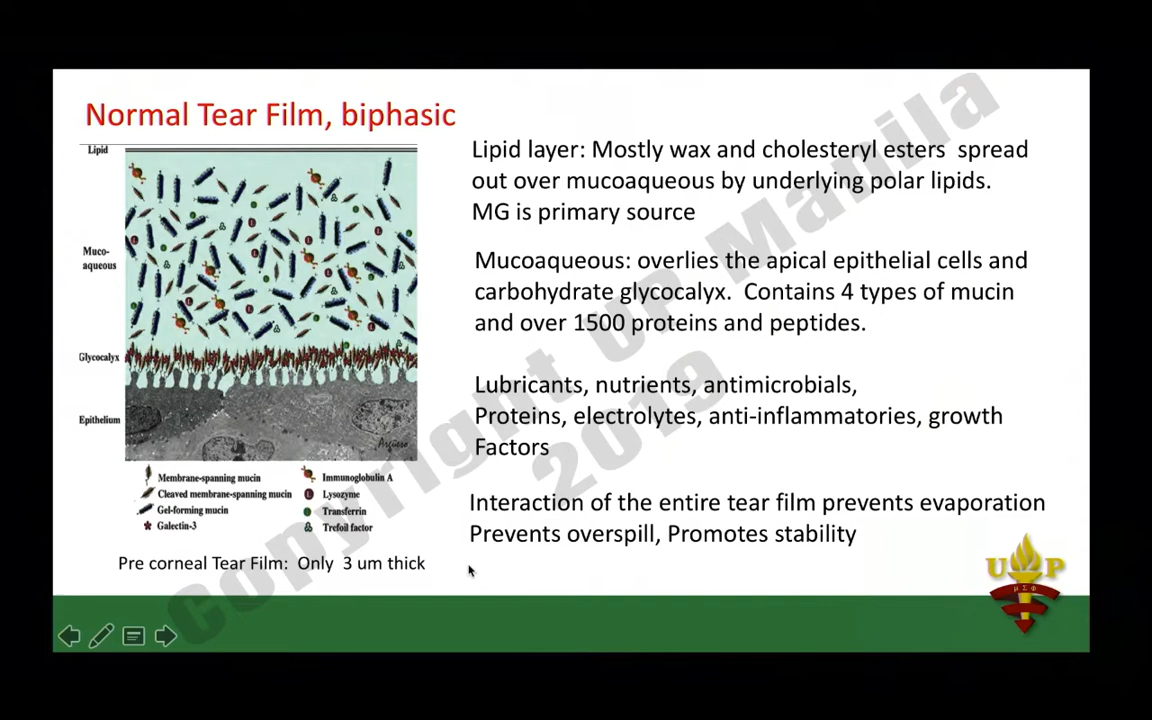 Normal Tear Film, biphasic
Lipid
Muco-
aqueous
Glycocalyx
Epithelium
Argüeso
Membrane-spanning mucin
Cleaved membrane-spanning mucin
Gel-forming mucin
Galectin-3
Immunoglobulin A
Lysozyme
Transferrin
Trefoil factor
Pre corneal Tear Film: Only 3 um thick
Lipid layer: Mostly wax and cholesteryl esters spread
out over mucoaqueous by underlying polar lipids.
MG is primary source
Mucoaqueous: overlies the apical epithelial cells and
carbohydrate glycocalyx. Contains 4 types of mucin
and over 1500 proteins and peptides.
Lubricants, nutrients, antimicrobials,
Proteins, electrolytes, anti-inflammatories, growth
Factors
Interaction of the entire tear film prevents evaporation
Prevents overspill, Promotes stability
Copyright UP Manila
2019
U P
μ Σ Φ